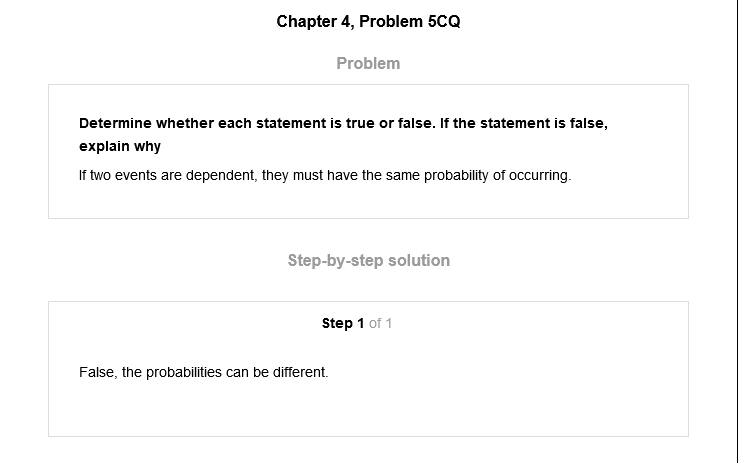 Chapter 4, Problem 5CQ
Problem
Determine whether each statement is true or false. If the statement is false,
explain why
If two events are dependent, they must have the same probability of occurring.
Step-by-step solution
Step 1 of 1
False, the probabilities can be different.